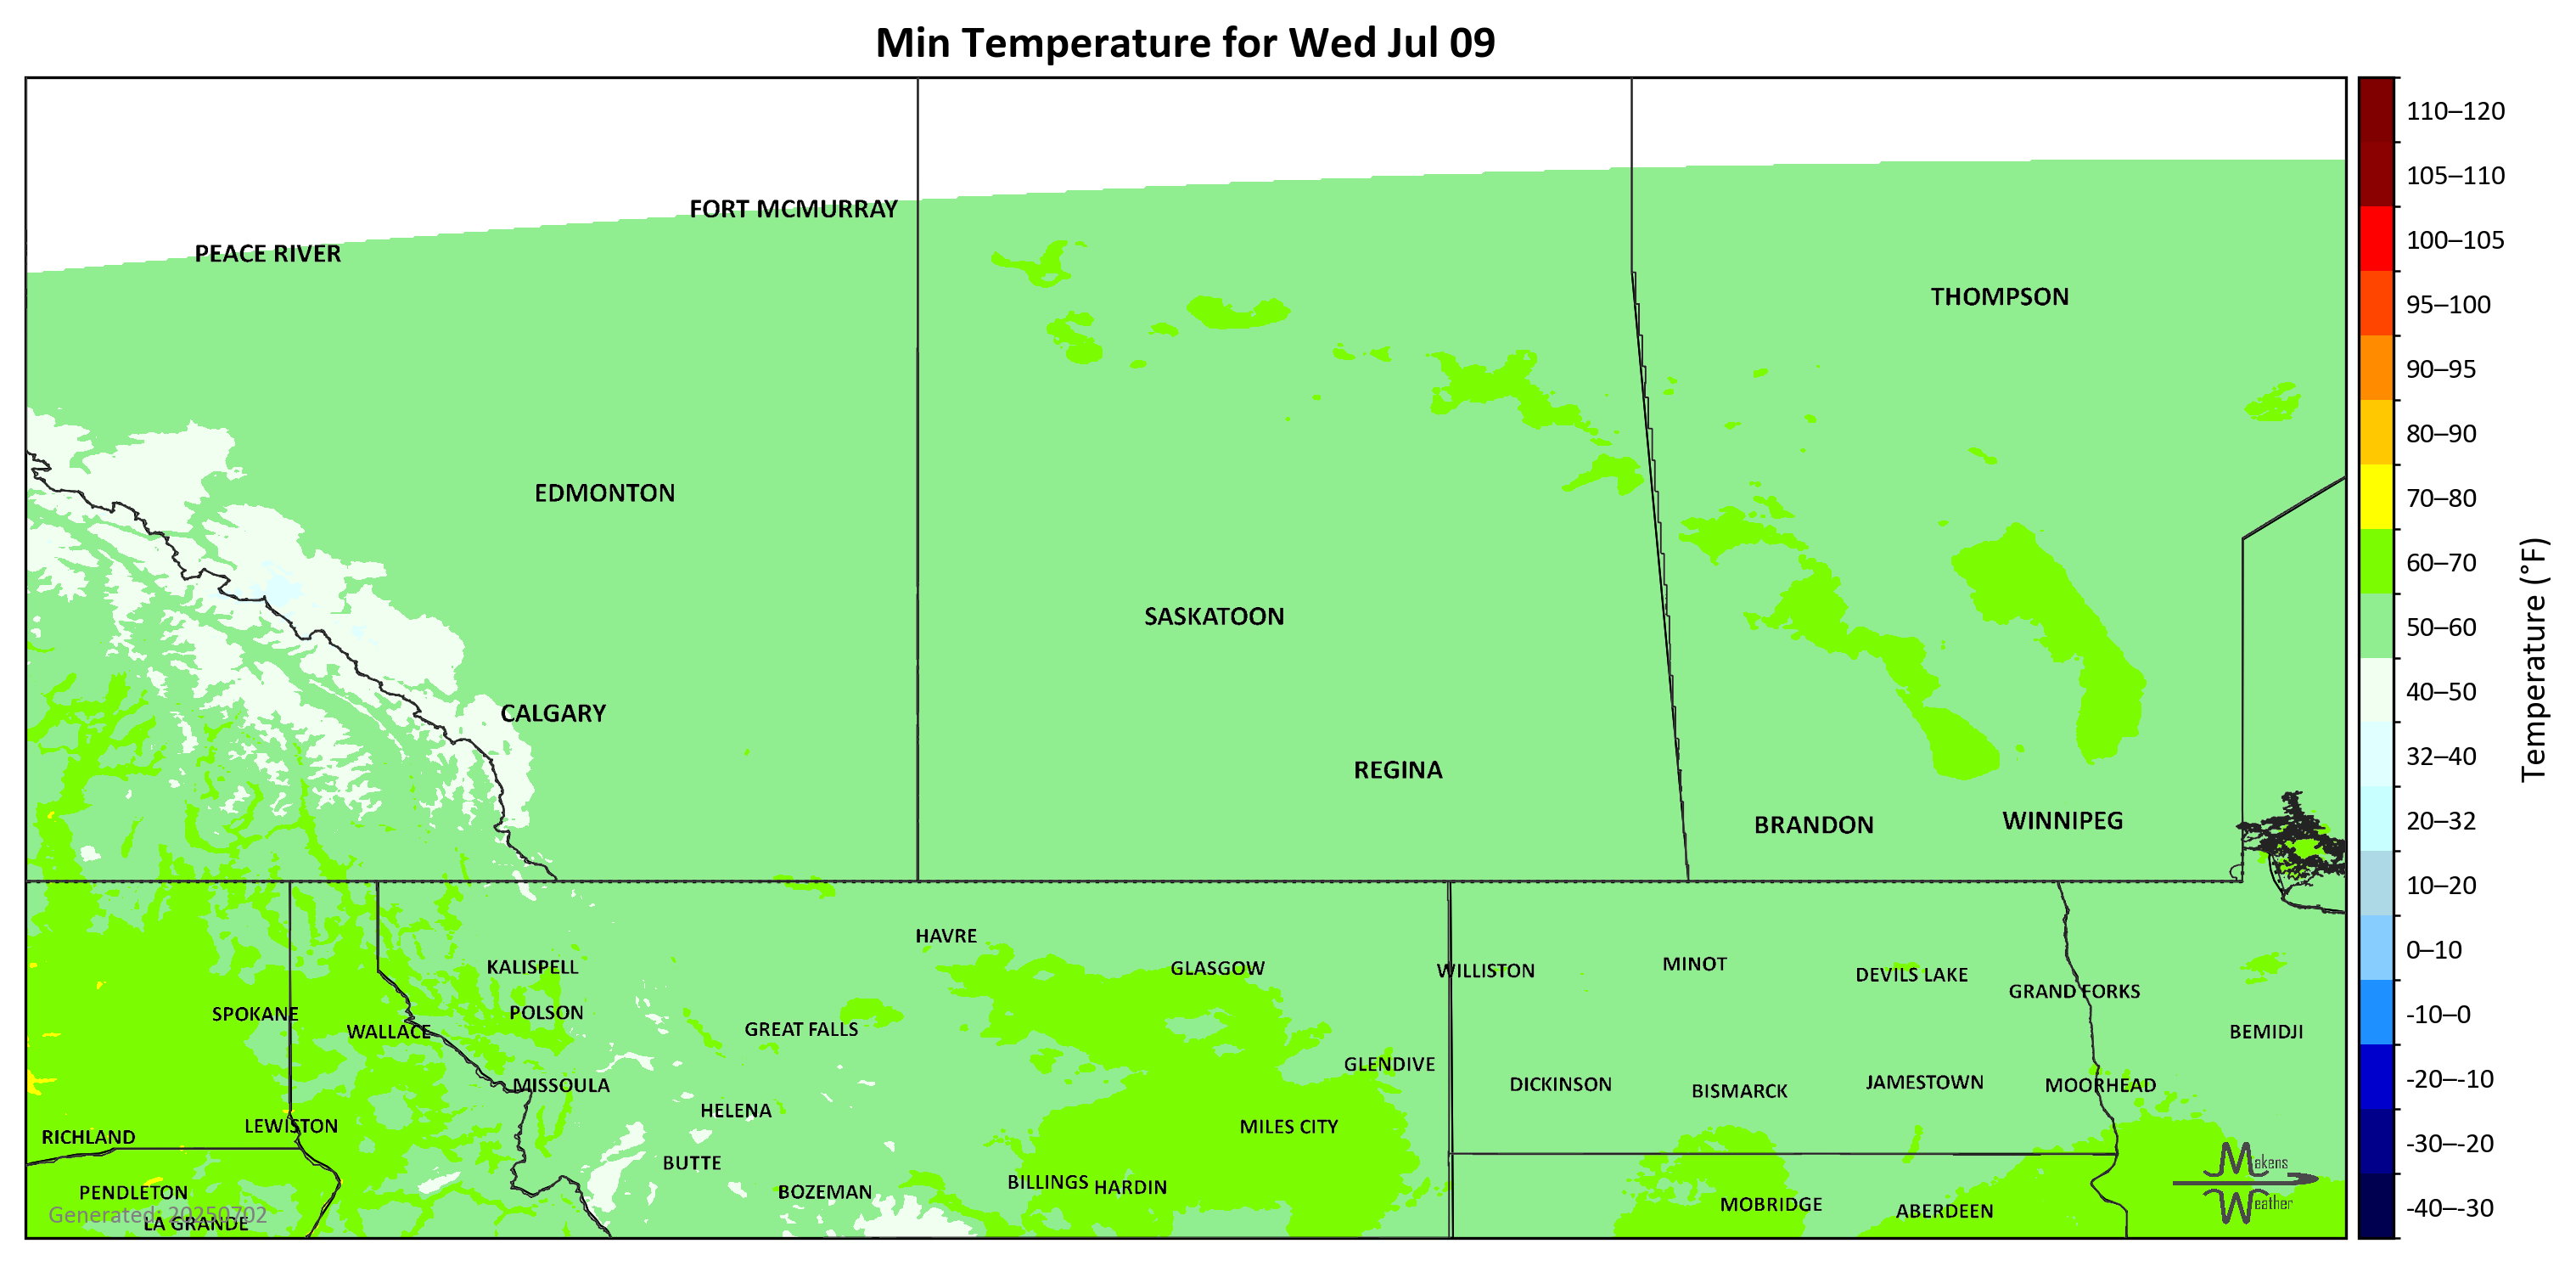 Min Temperature for Wed Jul 09
110–120
105–110
FORT MCMURRAY
100–105
PEACE RIVER
THOMPSON
95–100
90–95
80–90
EDMONTON
70–80
60–70
SASKATOON
50–60
Temperature (°F)
40–50
CALGARY
32–40
REGINA
20–32
BRANDON
WINNIPEG
10–20
HAVRE
0–10
KALISPELL
GLASGOW
WILLISTON
MINOT
DEVILS LAKE
GRAND FORKS
SPOKANE
POLSON
-10–0
WALLACE
GREAT FALLS
BEMIDJI
GLENDIVE
-20–-10
MISSOULA
DICKINSON
BISMARCK
JAMESTOWN
MOORHEAD
HELENA
LEWISTON
MILES CITY
RICHLAND
-30–-20
BUTTE
Makens
Weather
PENDLETON
BOZEMAN
BILLINGS
HARDIN
MOBRIDGE
ABERDEEN
-40–-30
Generated: 20250702
LA GRANDE